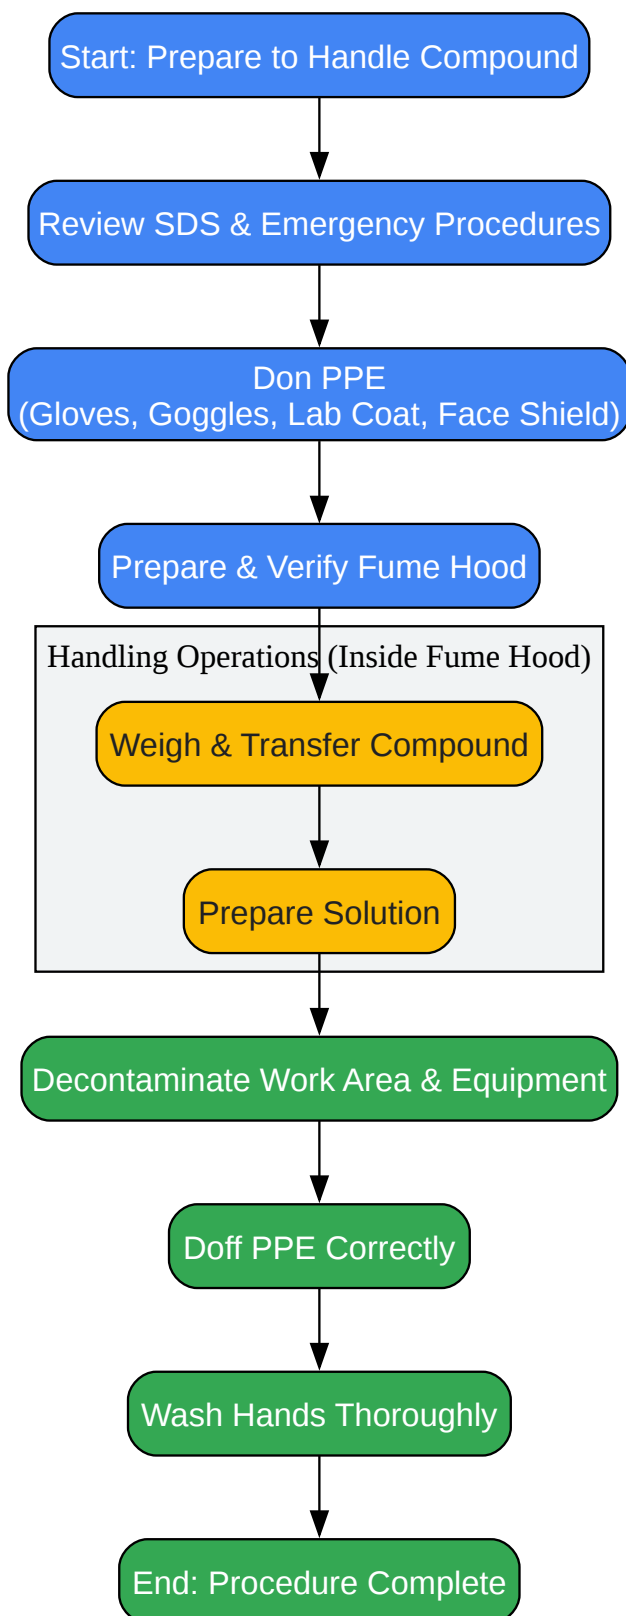 Start: Prepare to Handle Compound
Review SDS & Emergency Procedures
Don PPE
(Gloves, Goggles, Lab Coat, Face Shield)
Prepare & Verify Fume Hood
Handling Operations (Inside Fume Hood)
Weigh & Transfer Compound
Prepare Solution
Decontaminate Work Area & Equipment
Doff PPE Correctly
Wash Hands Thoroughly
End: Procedure Complete